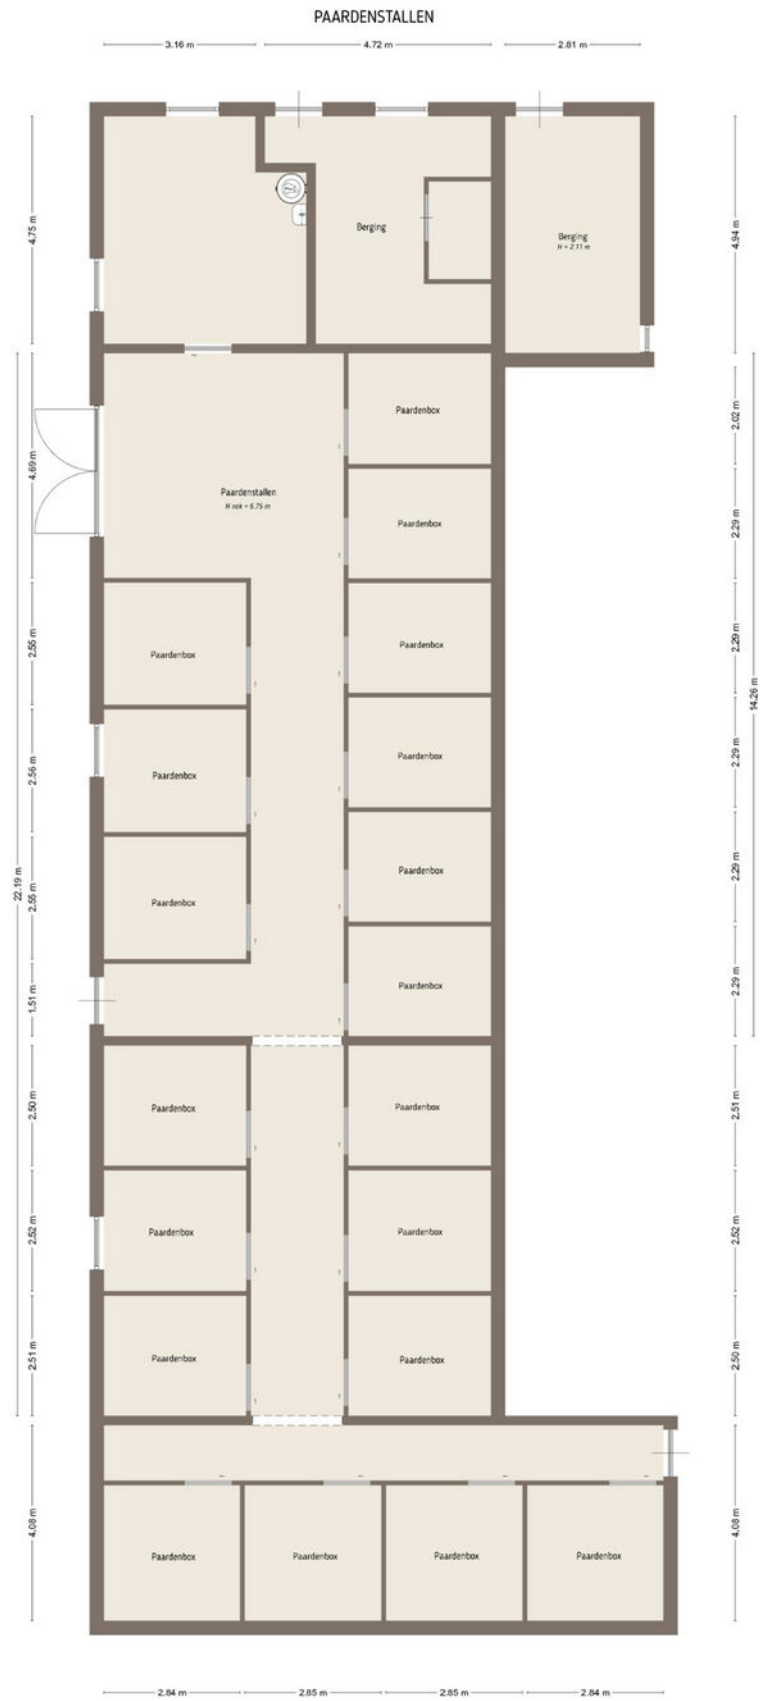 PAARDENSTALLEN
3.16 m
4.72 m
2.81 m
4.75 m
Berging
Berging
H = 2.11 m
4.94 m
Paardenbox
2.02 m
4.69 m
Paardenstallen
H nok = 6.75 m
Paardenbox
2.29 m
2.55 m
Paardenbox
Paardenbox
2.29 m
14.26 m
2.56 m
Paardenbox
Paardenbox
2.29 m
22.19 m
2.55 m
Paardenbox
Paardenbox
2.29 m
1.51 m
Paardenbox
2.29 m
2.50 m
Paardenbox
Paardenbox
2.51 m
2.52 m
Paardenbox
Paardenbox
2.52 m
2.51 m
Paardenbox
Paardenbox
2.50 m
4.08 m
4.08 m
Paardenbox
Paardenbox
Paardenbox
Paardenbox
2.84 m
2.85 m
2.85 m
2.84 m